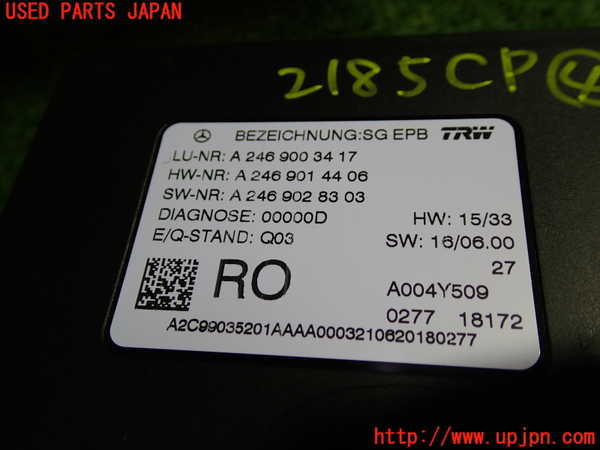 USED PARTS JAPAN
2185CP④
BEZEICHNUNG:SG EPB TRW
LU-NR: A 246 900 34 17
HW-NR: A 246 901 44 06
SW-NR: A 246 902 83 03
DIAGNOSE: 00000D HW: 15/33
E/Q-STAND: Q03 SW: 16/06.00
27
RO A004Y509
0277 18172
A2C99035201AAAA0003210620180277
http://www.upjpn.com/